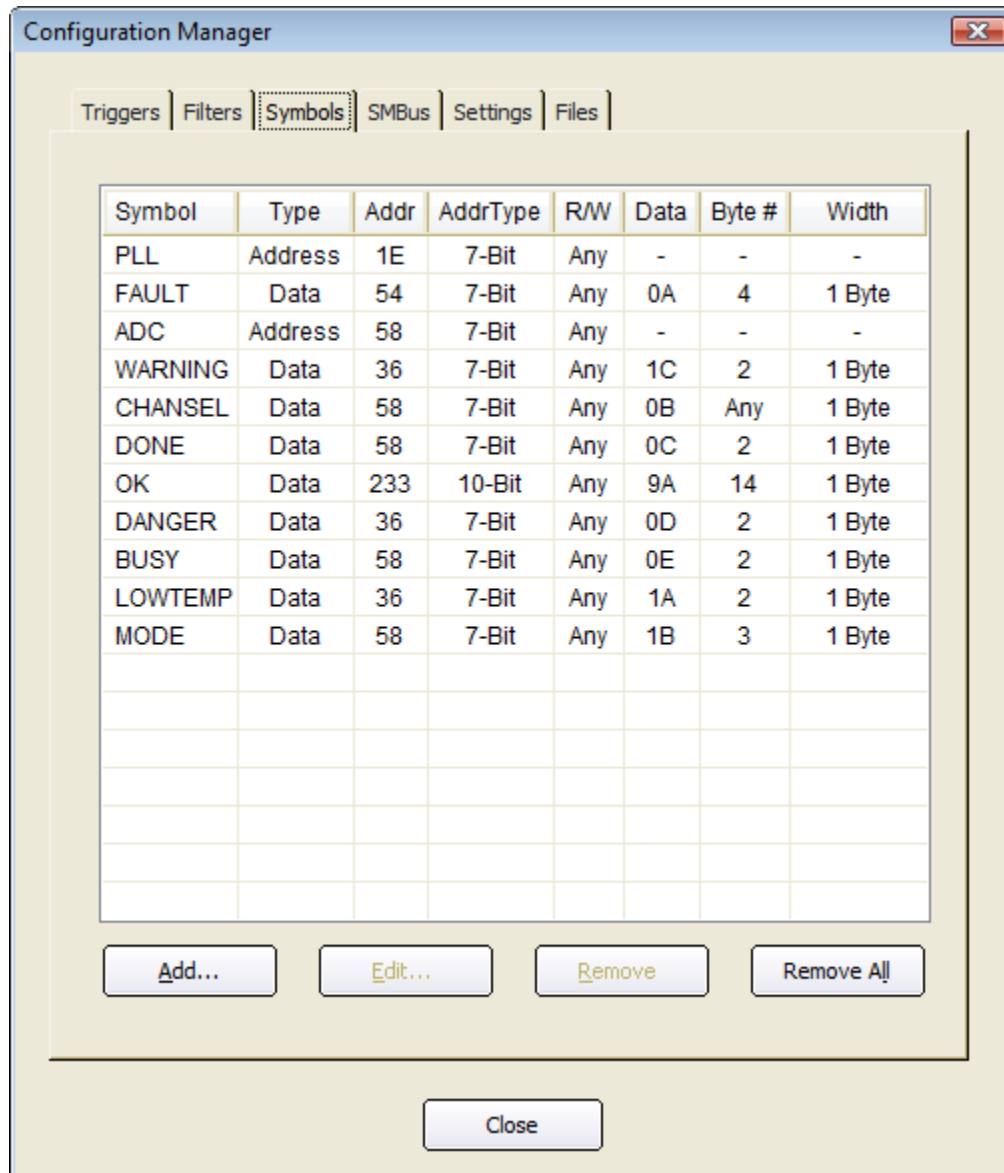 Configuration Manager
Triggers Filters Symbols SMBus Settings Files
Symbol Type Addr AddrType R/W Data Byte # Width
PLL Address 1E 7-Bit Any - - -
FAULT Data 54 7-Bit Any 0A 4 1 Byte
ADC Address 58 7-Bit Any - - -
WARNING Data 36 7-Bit Any 1C 2 1 Byte
CHANSEL Data 58 7-Bit Any 0B Any 1 Byte
DONE Data 58 7-Bit Any 0C 2 1 Byte
OK Data 233 10-Bit Any 9A 14 1 Byte
DANGER Data 36 7-Bit Any 0D 2 1 Byte
BUSY Data 58 7-Bit Any 0E 2 1 Byte
LOWTEMP Data 36 7-Bit Any 1A 2 1 Byte
MODE Data 58 7-Bit Any 1B 3 1 Byte
Add... Edit... Remove Remove All
Close